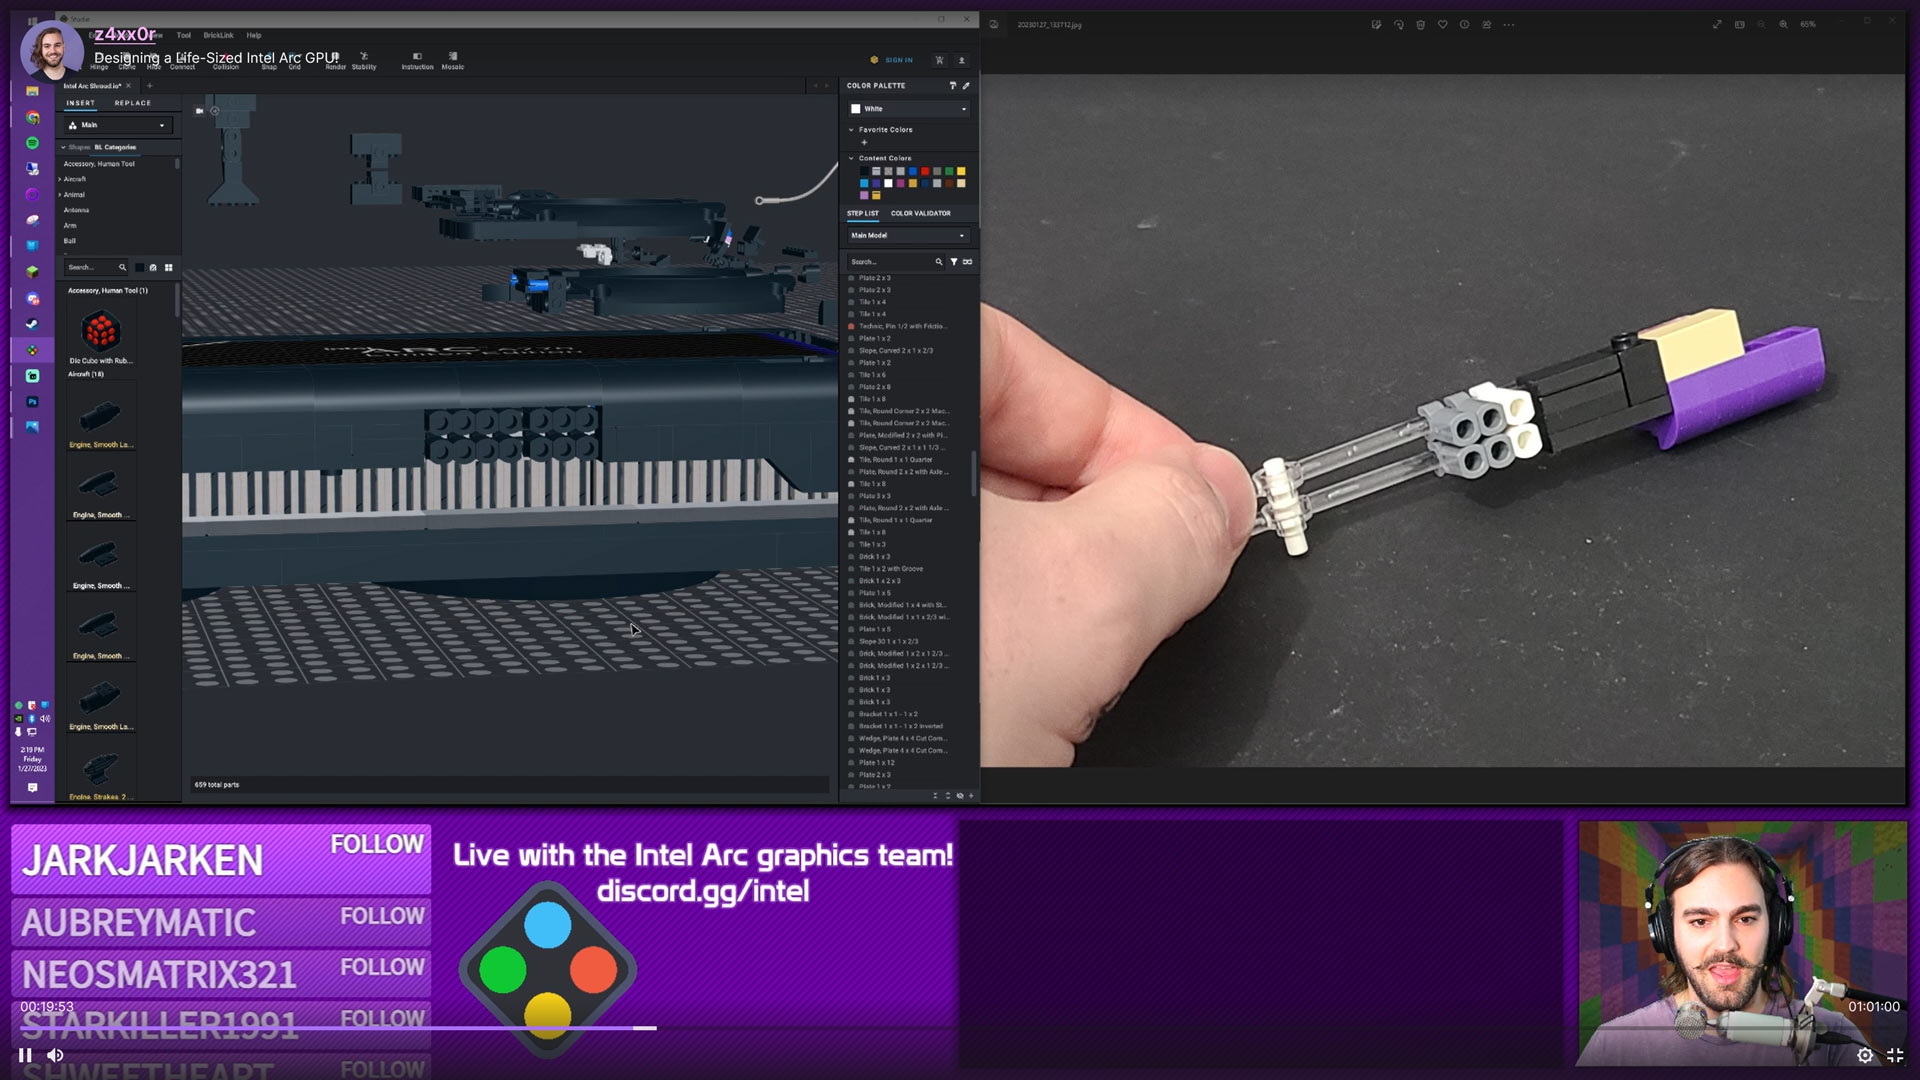 Studio
z4xx0r
Designing a Life-Sized Intel Arc GPU!
Tool
BrickLink
Help
Hinge
Clone
Hide
Connect
Collision
Snap
Grid
Render
Stability
Instruction
Mosaic
SIGN IN
Intel Arc Shroud.io*
INSERT
REPLACE
Main
Shapes
BL Categories
Accessory, Human Tool
Aircraft
Animal
Antenna
Arm
Ball
Search...
Accessory, Human Tool (1)
Die Cube with Rub...
Aircraft (18)
Engine, Smooth La...
Engine, Smooth ...
Engine, Smooth ...
Engine, Smooth ...
Engine, Smooth La...
Engine, Strakes, 2 ...
2:19 PM
Friday
1/27/2023
ARC
Limited Edition
659 total parts
COLOR PALETTE
White
Favorite Colors
Content Colors
STEP LIST
COLOR VALIDATOR
Main Model
Search...
Plate 2 x 3
Plate 2 x 3
Tile 1 x 4
Tile 1 x 4
Technic, Pin 1/2 with Frictio...
Plate 1 x 2
Slope, Curved 2 x 1 x 2/3
Plate 1 x 2
Tile 1 x 6
Plate 2 x 8
Tile 1 x 8
Tile, Round Corner 2 x 2 Mac...
Tile, Round Corner 2 x 2 Mac...
Plate, Modified 2 x 2 with Pi...
Slope, Curved 2 x 1 x 1 1/3 ...
Tile, Round 1 x 1 Quarter
Plate, Round 2 x 2 with Axle ...
Tile 1 x 8
Plate 3 x 3
Plate, Round 2 x 2 with Axle ...
Tile, Round 1 x 1 Quarter
Tile 1 x 8
Tile 1 x 3
Brick 1 x 3
Tile 1 x 2 with Groove
Brick 1 x 2 x 3
Plate 1 x 5
Brick, Modified 1 x 4 with St...
Brick, Modified 1 x 1 x 2/3 wi...
Plate 1 x 5
Slope 30 1 x 1 x 2/3
Brick, Modified 1 x 2 x 1 2/3 ...
Brick, Modified 1 x 2 x 1 2/3 ...
Brick 1 x 3
Brick 1 x 3
Brick 1 x 3
Bracket 1 x 1 - 1 x 2
Bracket 1 x 1 - 1 x 2 Inverted
Wedge, Plate 4 x 4 Cut Corn...
Wedge, Plate 4 x 4 Cut Corn...
Plate 1 x 12
Plate 2 x 3
Plate 1 x 2
20230127_133712.jpg
65%
JARKJARKEN FOLLOW
AUBREYMATIC FOLLOW
NEOSMATRIX321 FOLLOW
STARKILLER1991 FOLLOW
SHWEETHEART FOLLOW
Live with the Intel Arc graphics team!
discord.gg/intel
00:19:53
01:01:00